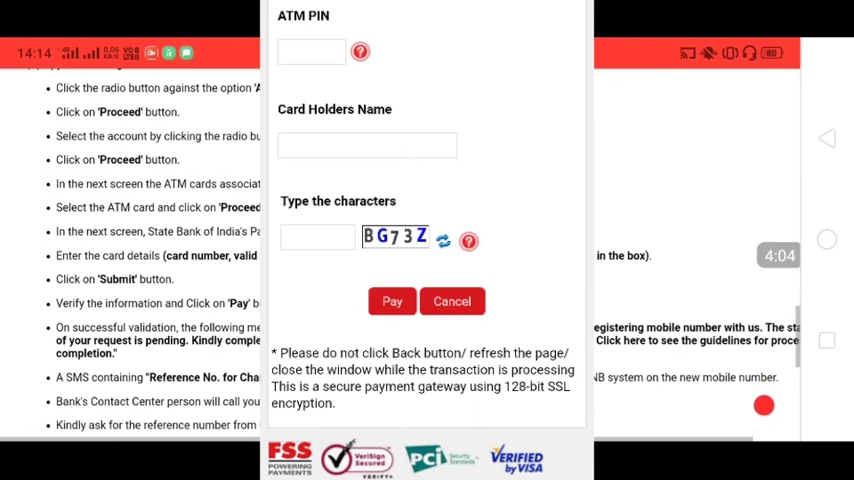 14:14 4G 0.06 KB/S VoB LTED 80
ATM PIN
Card Holders Name
Type the characters
BG73Z
Pay Cancel
* Please do not click Back button/ refresh the page/
close the window while the transaction is processing
This is a secure payment gateway using 128-bit SSL
encryption.
FSS POWERING PAYMENTS VeriSign Secured VERIFY PCI Security Standards VERIFIED by VISA
Click the radio button against the option 'A
Click on 'Proceed' button.
Select the account by clicking the radio bu
Click on 'Proceed' button.
In the next screen the ATM cards associat
Select the ATM card and click on 'Proceed
In the next screen, State Bank of India's Pa
Enter the card details (card number, valid in the box).
Click on 'Submit' button.
Verify the information and Click on 'Pay' b
On successful validation, the following me egistering mobile number with us. The sta
of your request is pending. Kindly comple Click here to see the guidelines for proce
completion."
A SMS containing "Reference No. for Cha NB system on the new mobile number.
Bank's Contact Center person will call you
Kindly ask for the reference number from
4:04